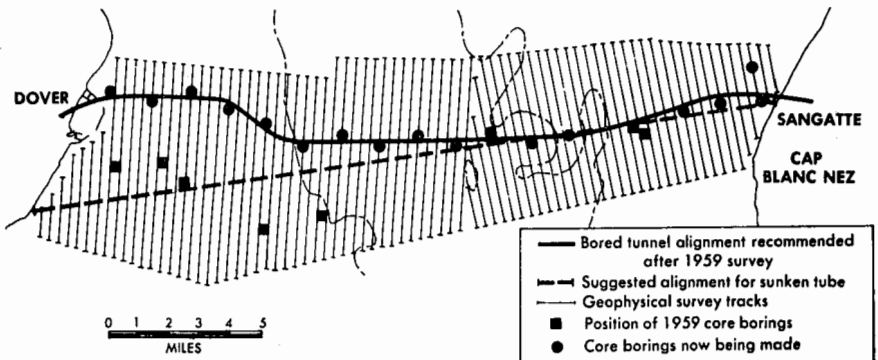 DOVER
SANGATTE
CAP
BLANC NEZ
Bored tunnel alignment recommended
after 1959 survey
Suggested alignment for sunken tube
Geophysical survey tracks
Position of 1959 core borings
Core borings now being made
0 1 2 3 4 5
MILES